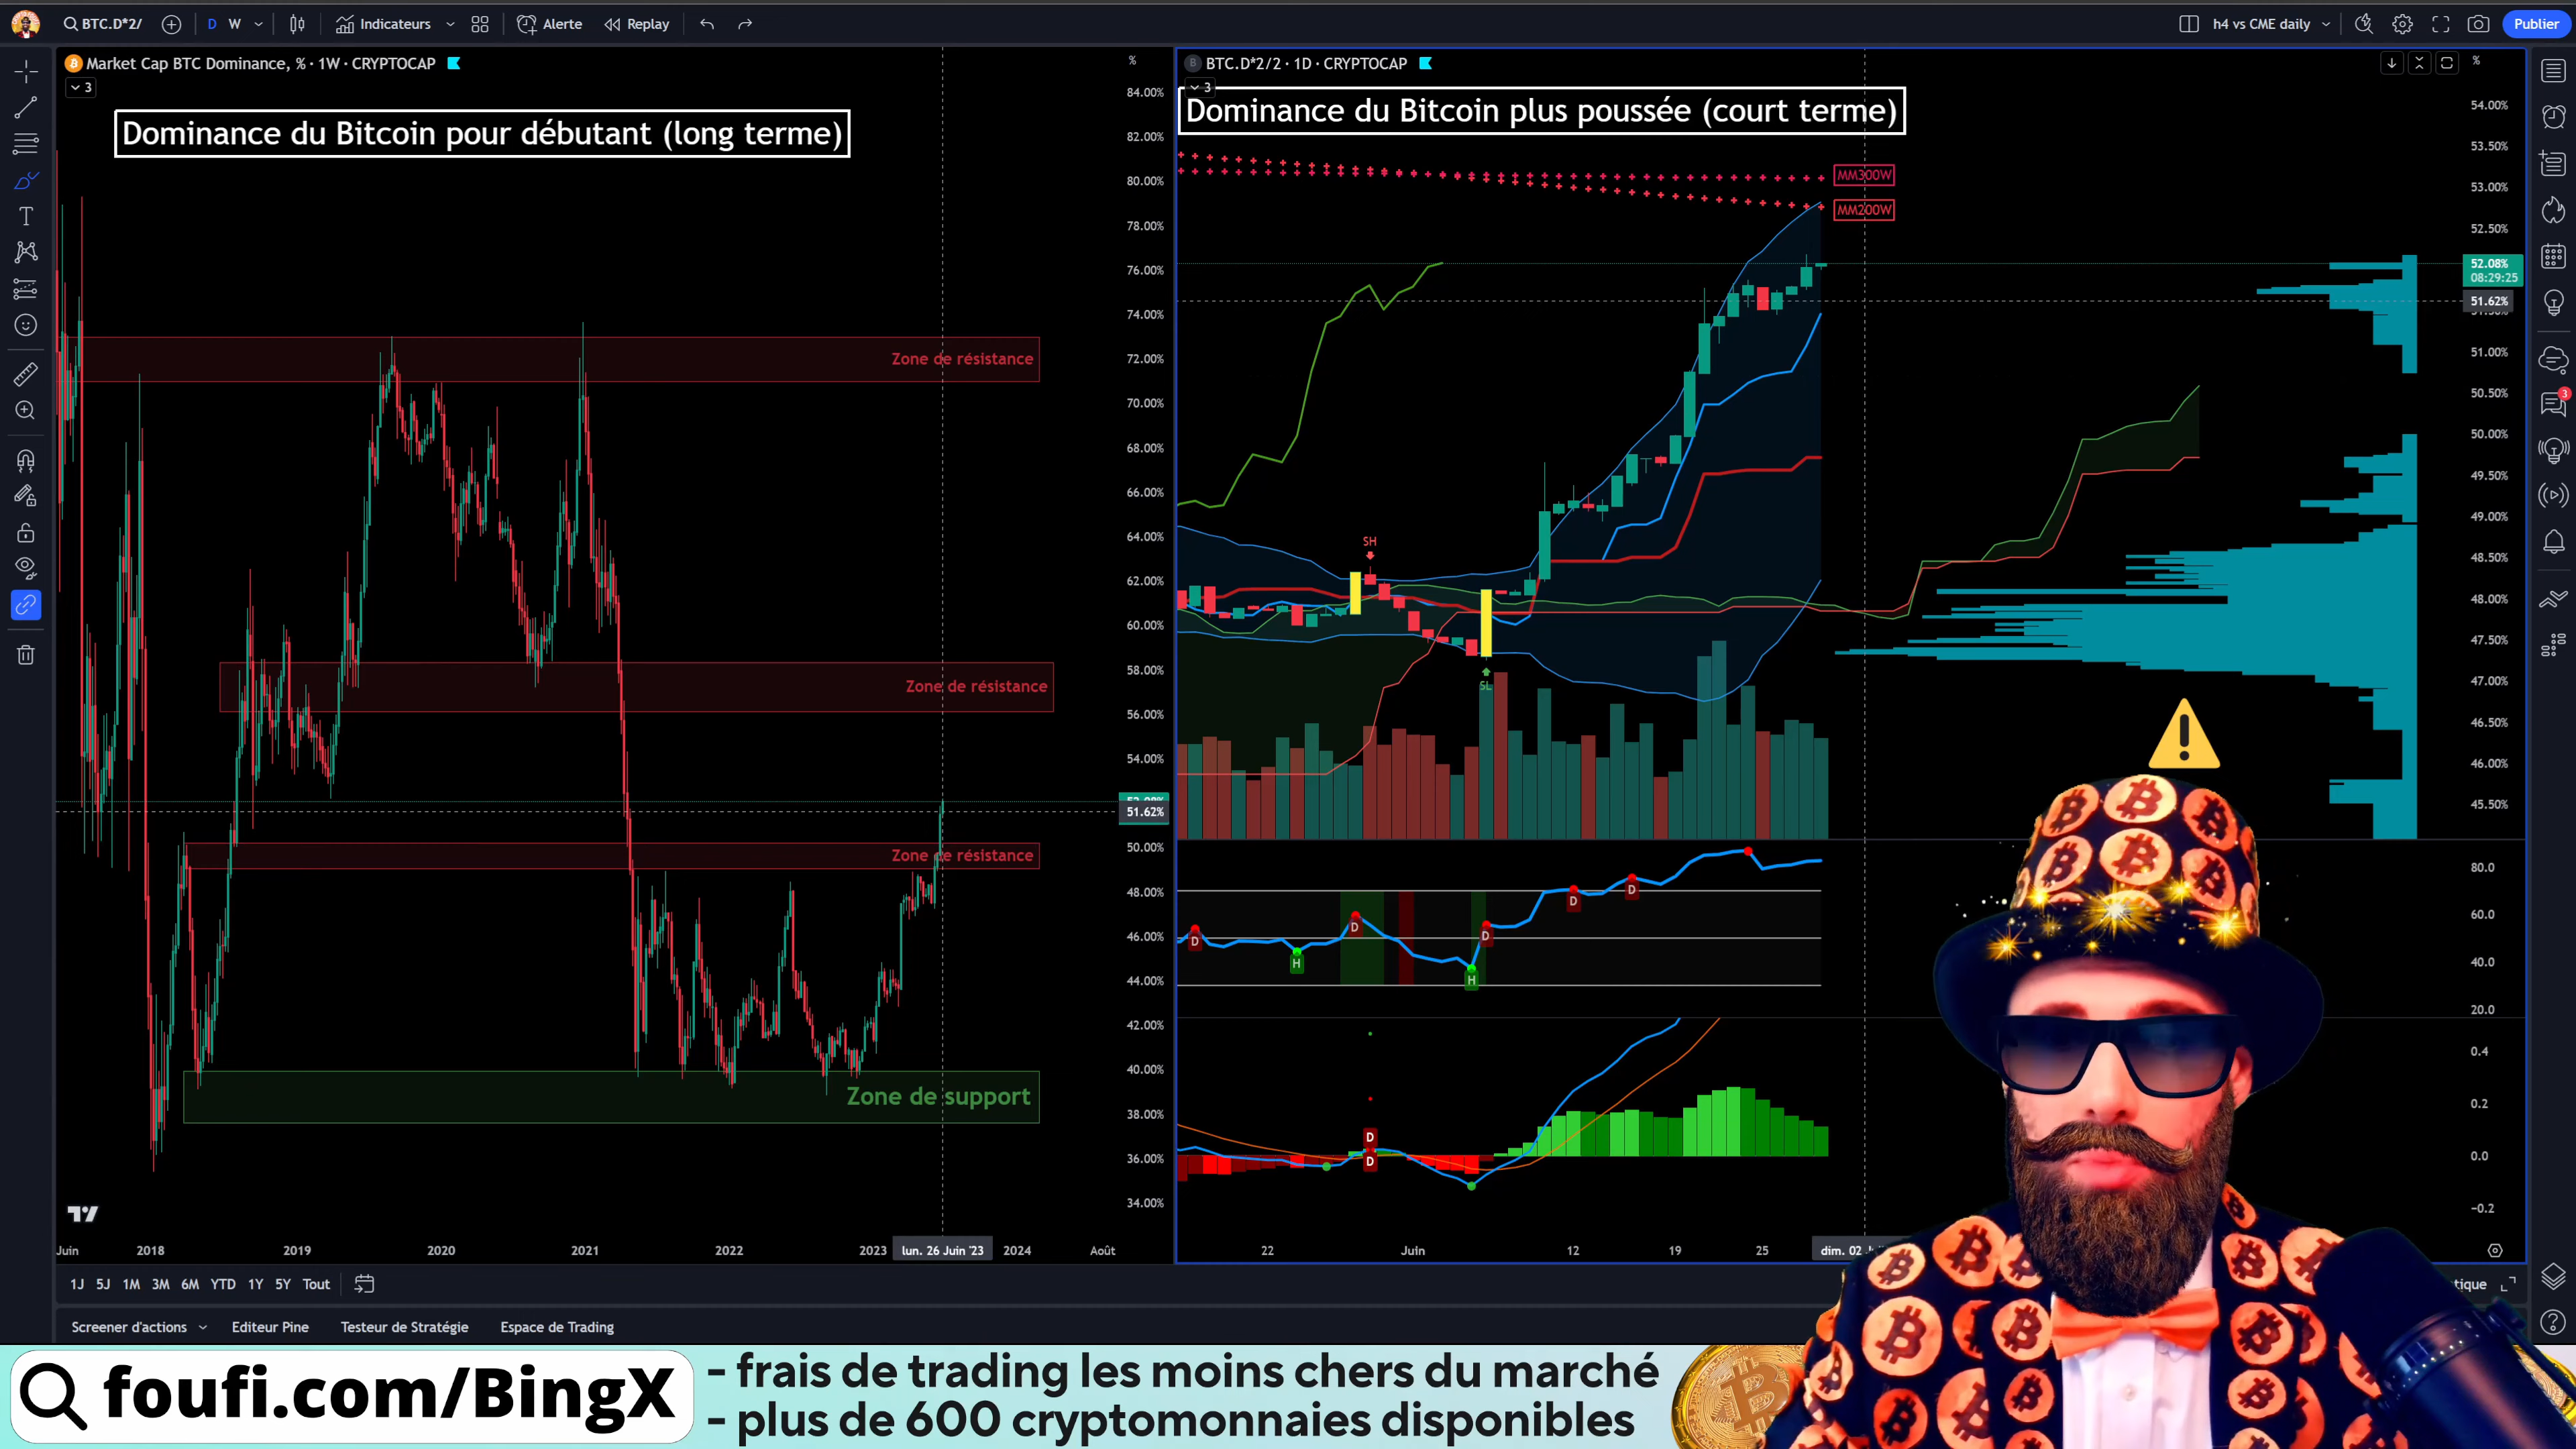 BTC.D*2/
D
W
Indicateurs
Alerte
Replay
h4 vs CME daily
Publier
Market Cap BTC Dominance, % · 1W · CRYPTOCAP
3
Dominance du Bitcoin pour débutant (long terme)
%
84.00%
82.00%
80.00%
78.00%
76.00%
74.00%
72.00%
70.00%
68.00%
66.00%
64.00%
62.00%
60.00%
58.00%
56.00%
54.00%
51.62%
50.00%
48.00%
46.00%
44.00%
42.00%
40.00%
38.00%
36.00%
34.00%
Zone de résistance
Zone de résistance
Zone de résistance
Zone de support
Juin
2018
2019
2020
2021
2022
2023
lun. 26 Juin '23
2024
Août
BTC.D*2/2 · 1D · CRYPTOCAP
3
Dominance du Bitcoin plus poussée (court terme)
%
54.00%
53.50%
53.00%
52.50%
52.08%
08:29:25
51.62%
51.00%
50.50%
50.00%
49.50%
49.00%
48.50%
48.00%
47.50%
47.00%
46.50%
46.00%
45.50%
MM300W
MM200W
SH
SL
D
H
D
H
D
D
D
80.0
60.0
40.0
20.0
D
D
0.4
0.2
0.0
-0.2
22
Juin
12
19
25
dim. 02
3
1J
5J
1M
3M
6M
YTD
1Y
5Y
Tout
tique
Screener d'actions
Editeur Pine
Testeur de Stratégie
Espace de Trading
foufi.com/BingX
- frais de trading les moins chers du marché
- plus de 600 cryptomonnaies disponibles